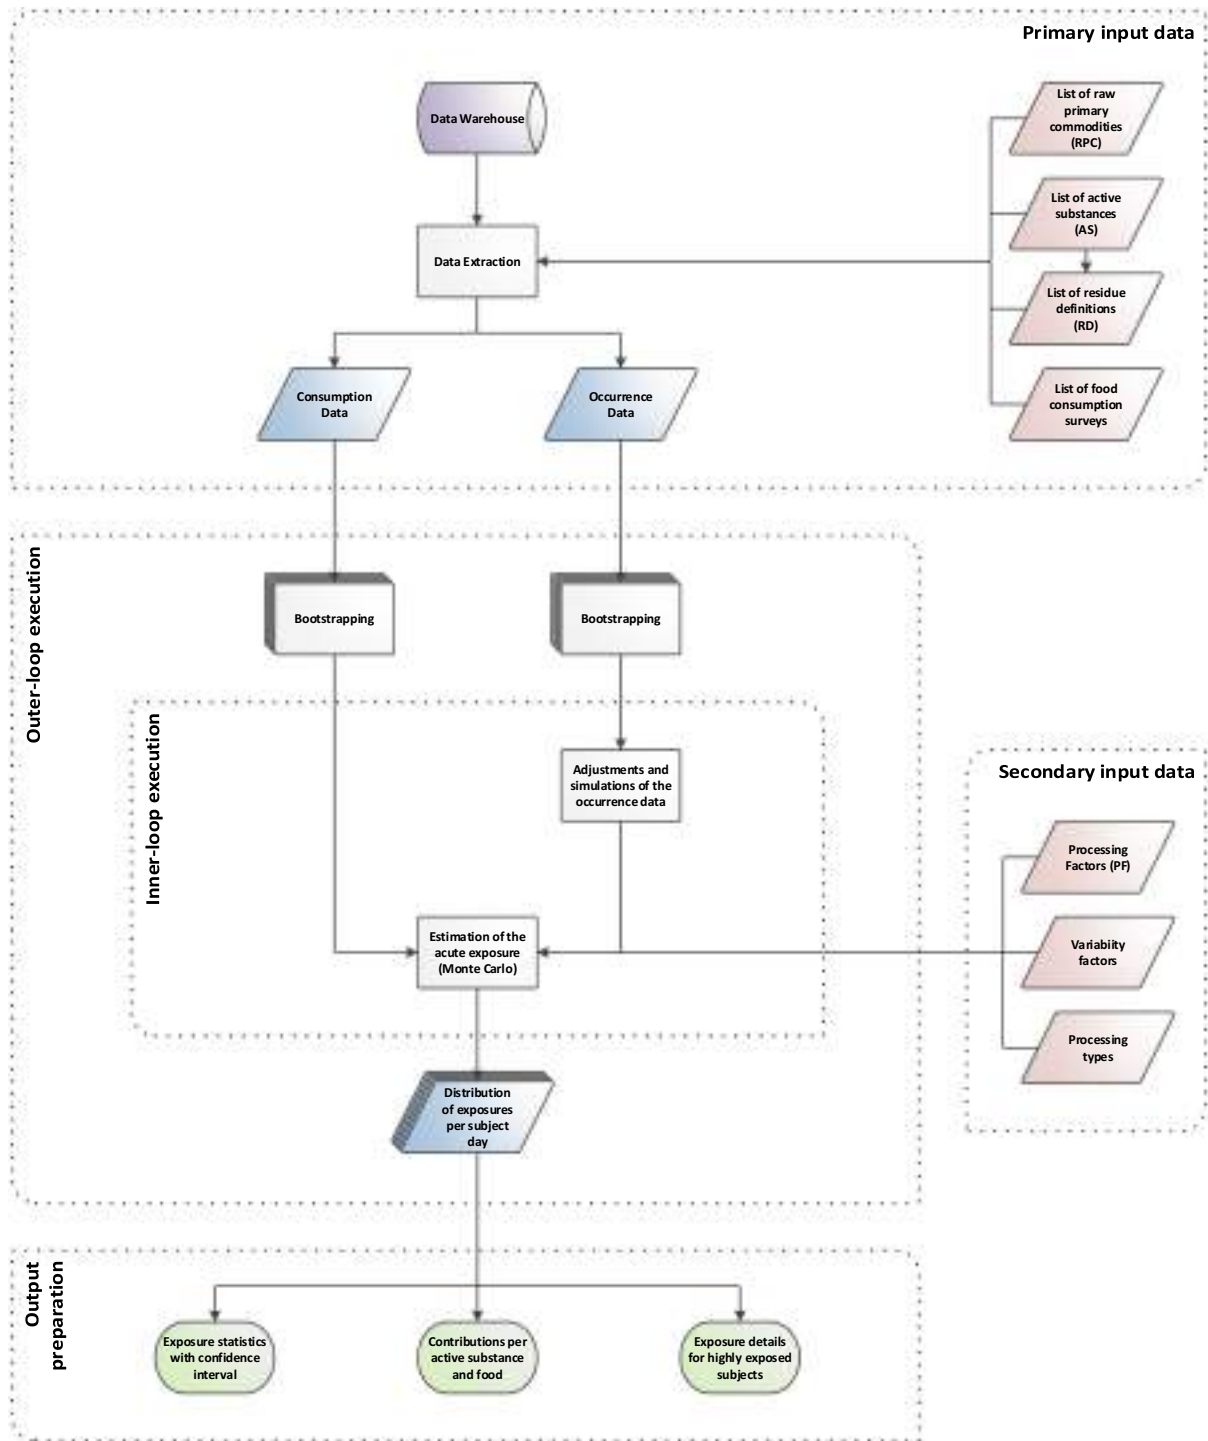 Primary input data
Data Warehouse
List of raw
primary
commodities
(RPC)
List of active
substances
(AS)
Data Extraction
List of residue
definitions
(RD)
Consumption
Data
Occurrence
Data
List of food
consumption
surveys
Outer-loop execution
Bootstrapping
Bootstrapping
Inner-loop execution
Adjustments and
simulations of the
occurrence data
Secondary input data
Processing
Factors (PF)
Estimation of the
acute exposure
(Monte Carlo)
Variabiity
factors
Processing
types
Distribution
of exposures
per subject
day
Output
preparation
Exposure statistics
with confidence
interval
Contributions per
active substance
and food
Exposure details
for highly exposed
subjects